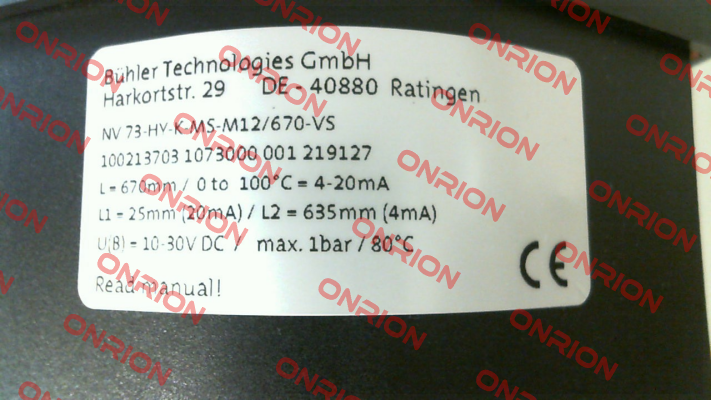 Bühler Technologies GmbH
Harkortstr. 29 DE - 40880 Ratingen
NV 73-HV-K-MS-M12/670-VS
100213703 1073000 001 219127
L = 670mm / 0 to 100°C = 4-20mA
L1 = 25mm (20mA) / L2 = 635mm (4mA)
U(B) = 10-30V DC / max. 1bar / 80°C
Read manual!
CE
ONRION